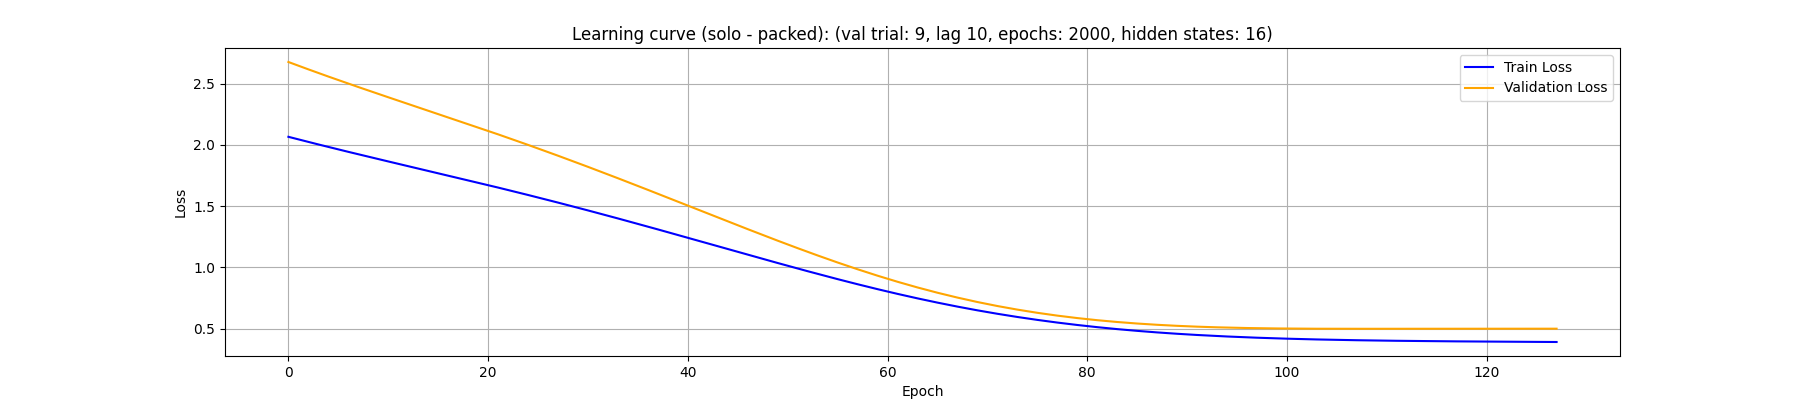 Learning curve (solo - packed): (val trial: 9, lag 10, epochs: 2000, hidden states: 16)
Train Loss
Validation Loss
2.5
2.0
1.5
1.0
0.5
Loss
0 20 40 60 80 100 120
Epoch